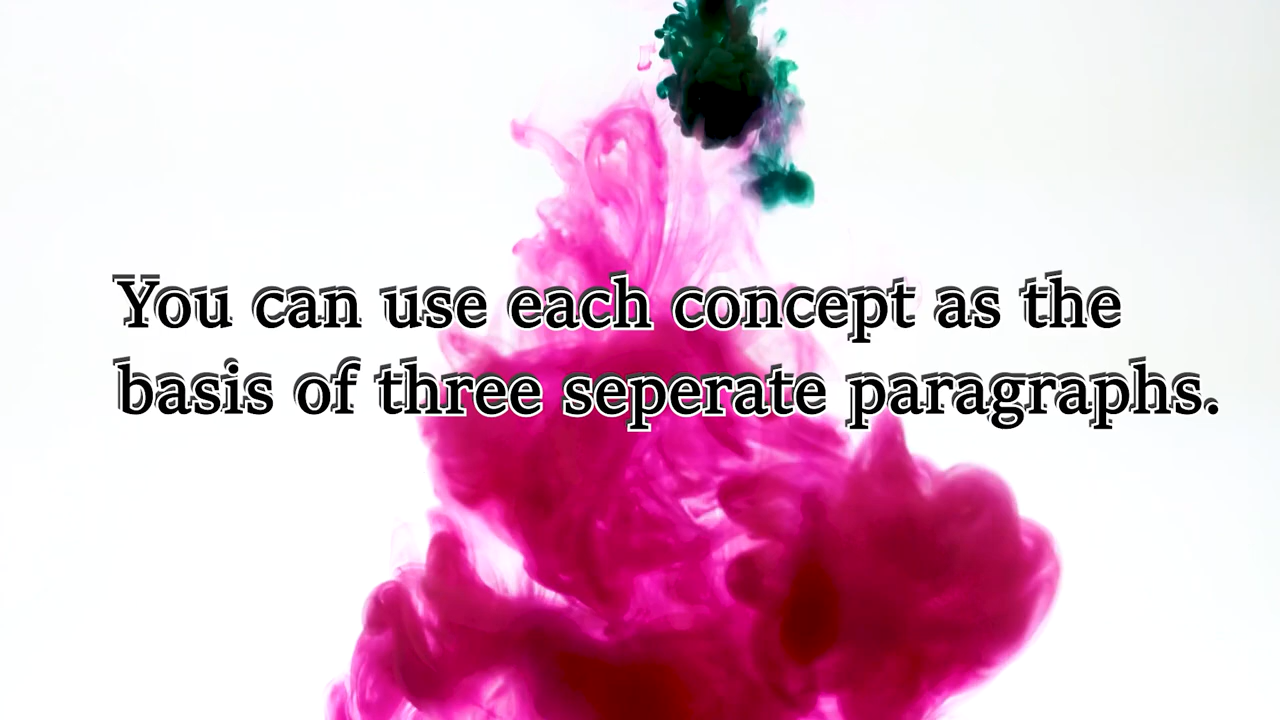 You can use each concept as the
basis of three seperate paragraphs.